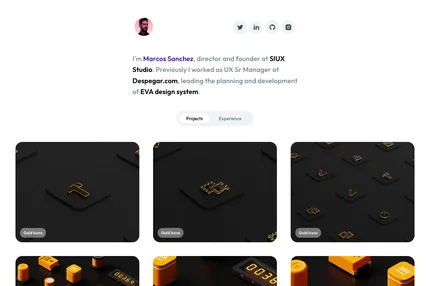 I'm Marcos Sanchez, director and founder at SIUX
Studio. Previously I worked as UX Sr Manager at
Despegar.com, leading the planning and development
of EVA design system.
Projects Experience
Gold icons Gold icons Gold icons